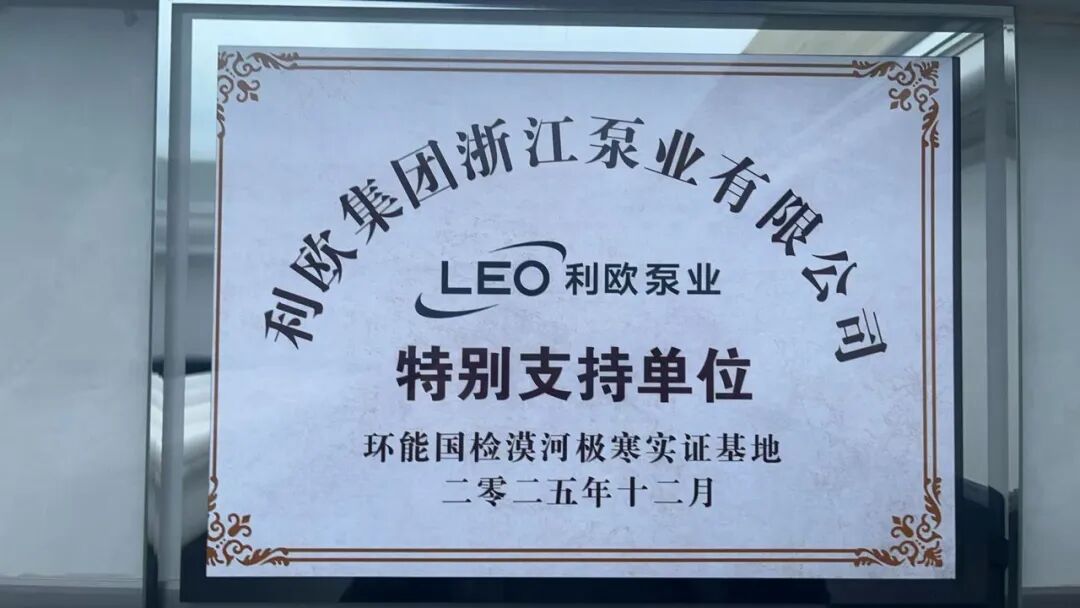 利欧集团浙江泵业有限公司
LEO 利欧泵业
特别支持单位
环能国检漠河极寒实证基地
二零二五年十二月